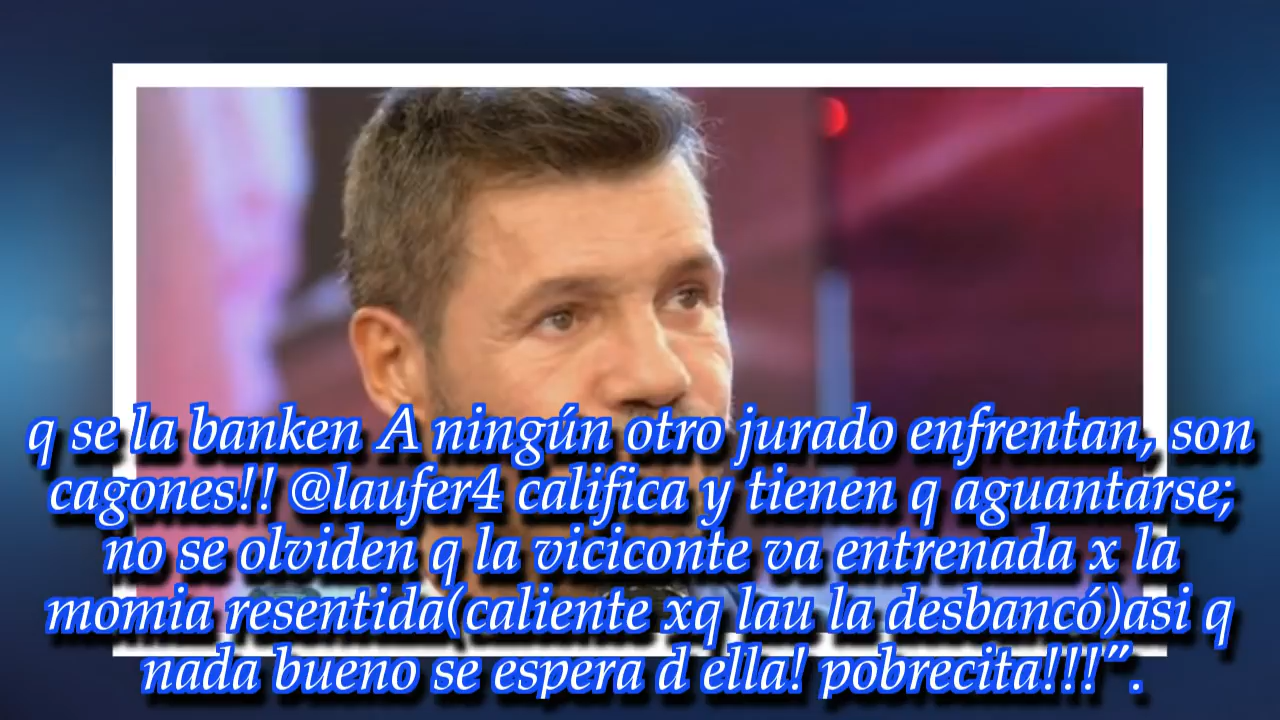 q se la banken A ningún otro jurado enfrentan, son
cagones!! @laufer4 califica y tienen q aguantarse;
no se olviden q la viciconte va entrenada x la
momia resentida(caliente xq lau la desbancó)asi q
nada bueno se espera d ella! pobrecita!!!”.